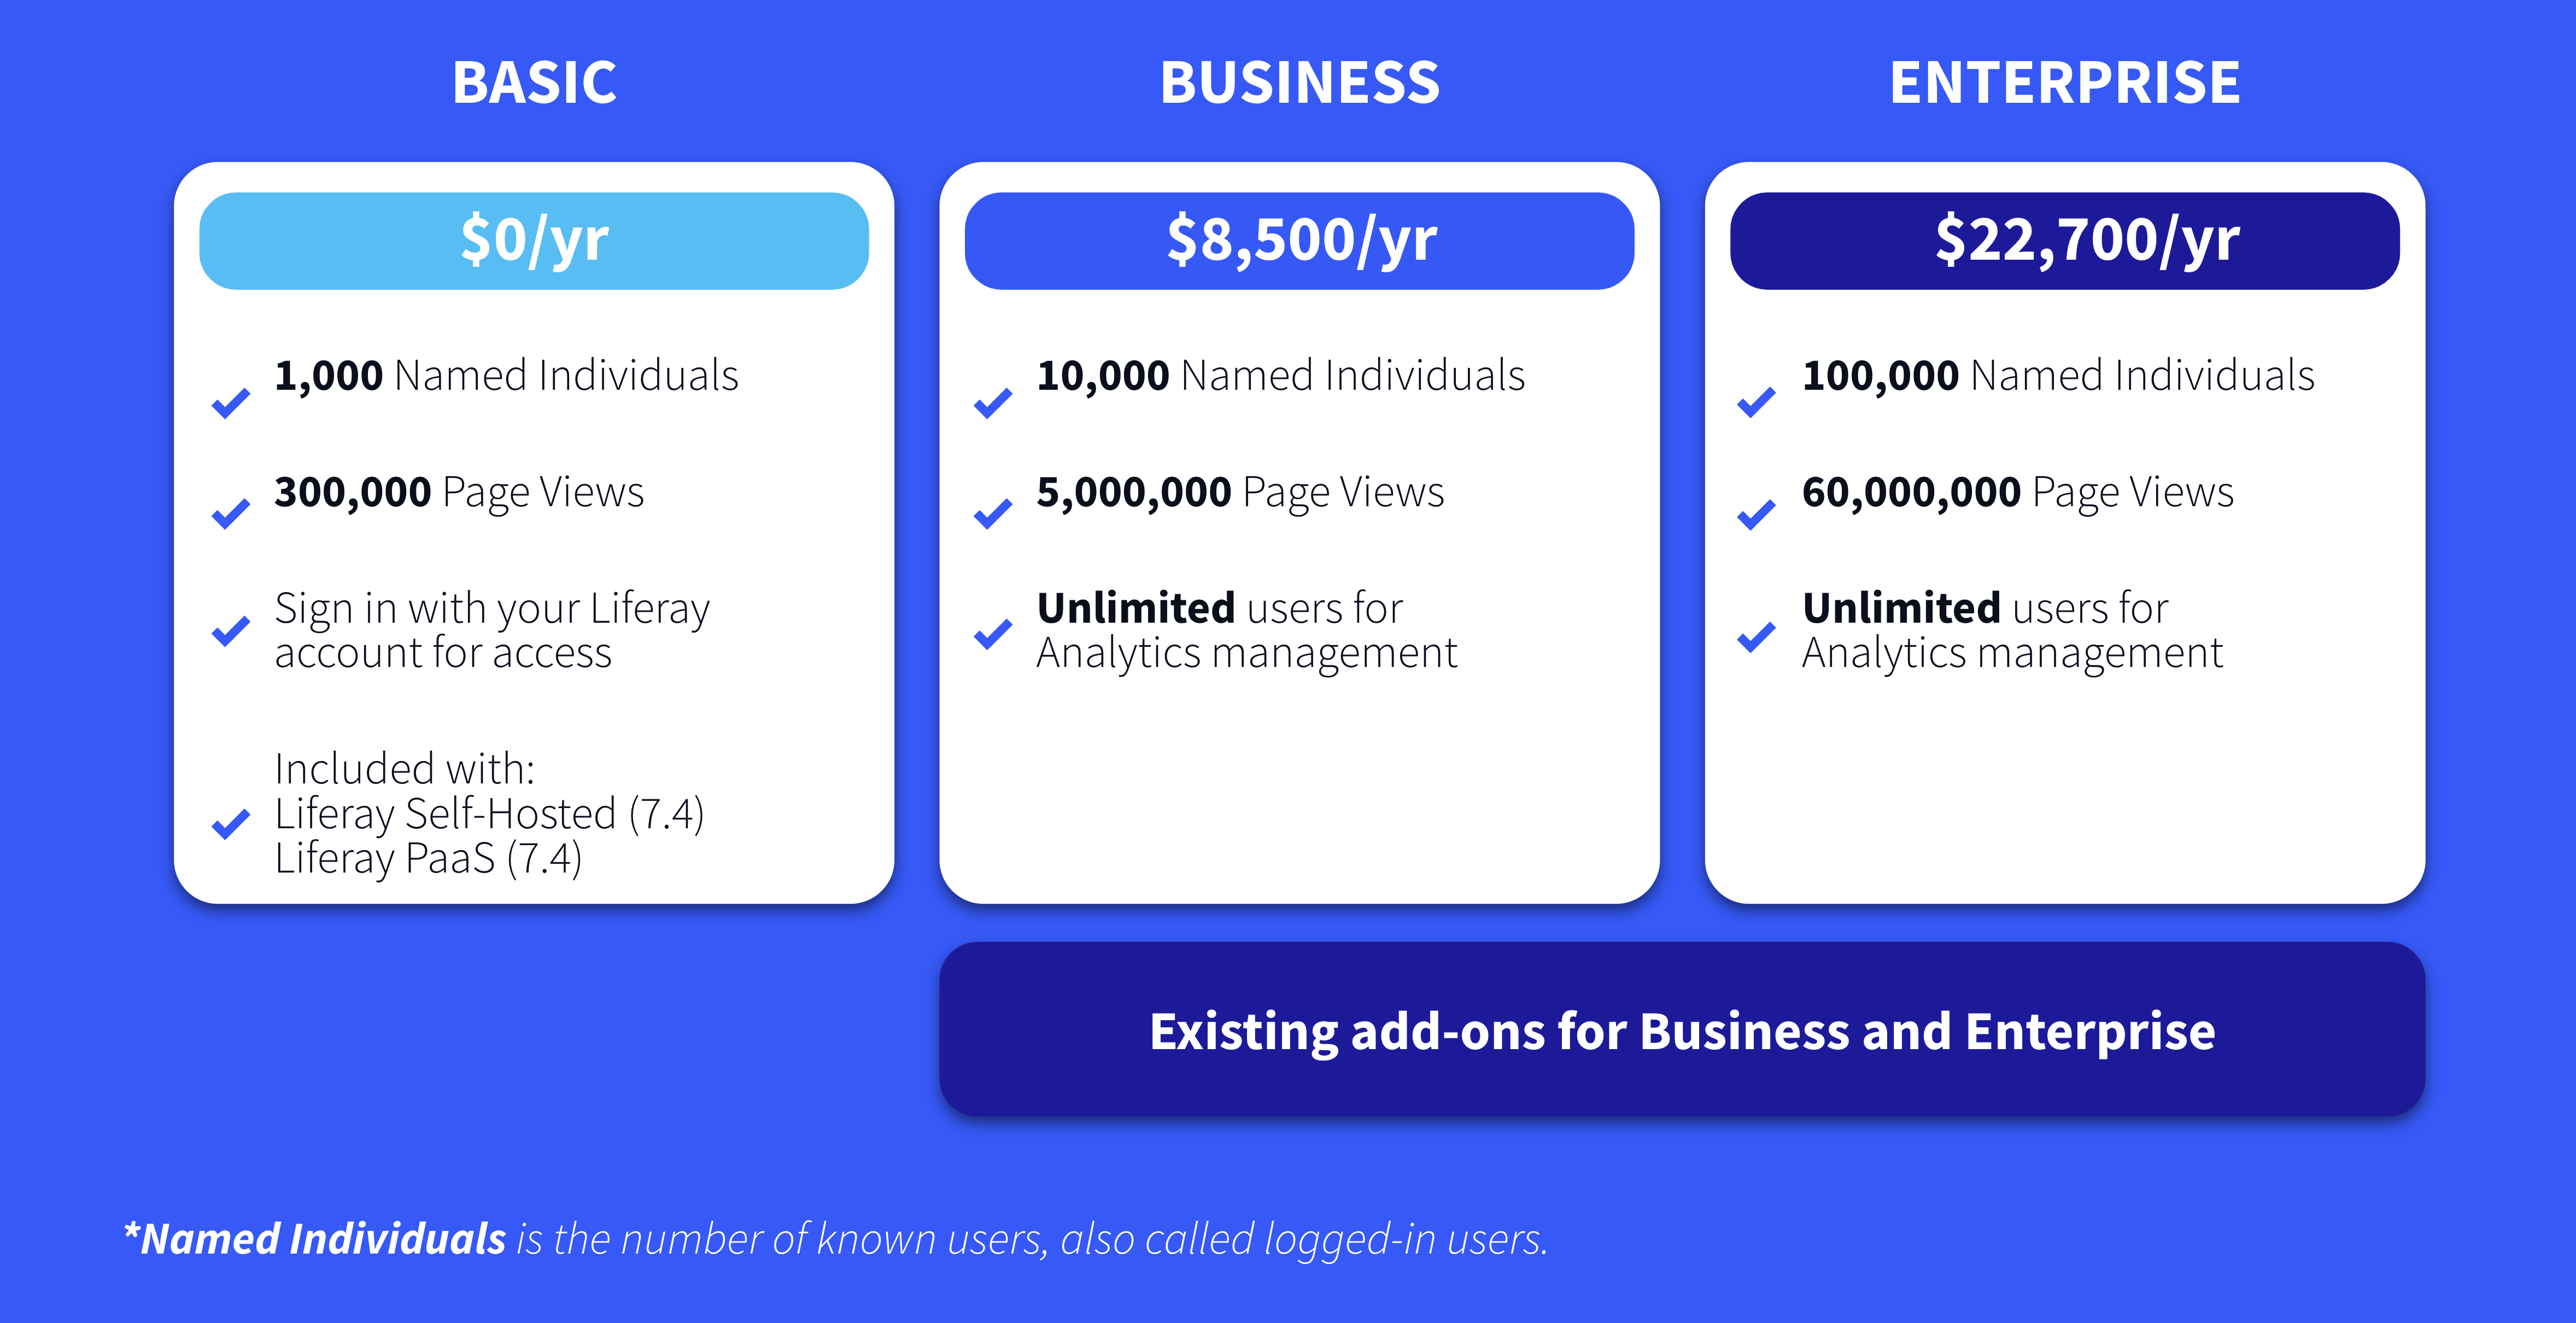 BASIC
$0/yr
1,000 Named Individuals
300,000 Page Views
Sign in with your Liferay
account for access
Included with:
Liferay Self-Hosted (7.4)
Liferay PaaS (7.4)
BUSINESS
$8,500/yr
10,000 Named Individuals
5,000,000 Page Views
Unlimited users for
Analytics management
ENTERPRISE
$22,700/yr
100,000 Named Individuals
60,000,000 Page Views
Unlimited users for
Analytics management
Existing add-ons for Business and Enterprise
*Named Individuals is the number of known users, also called logged-in users.